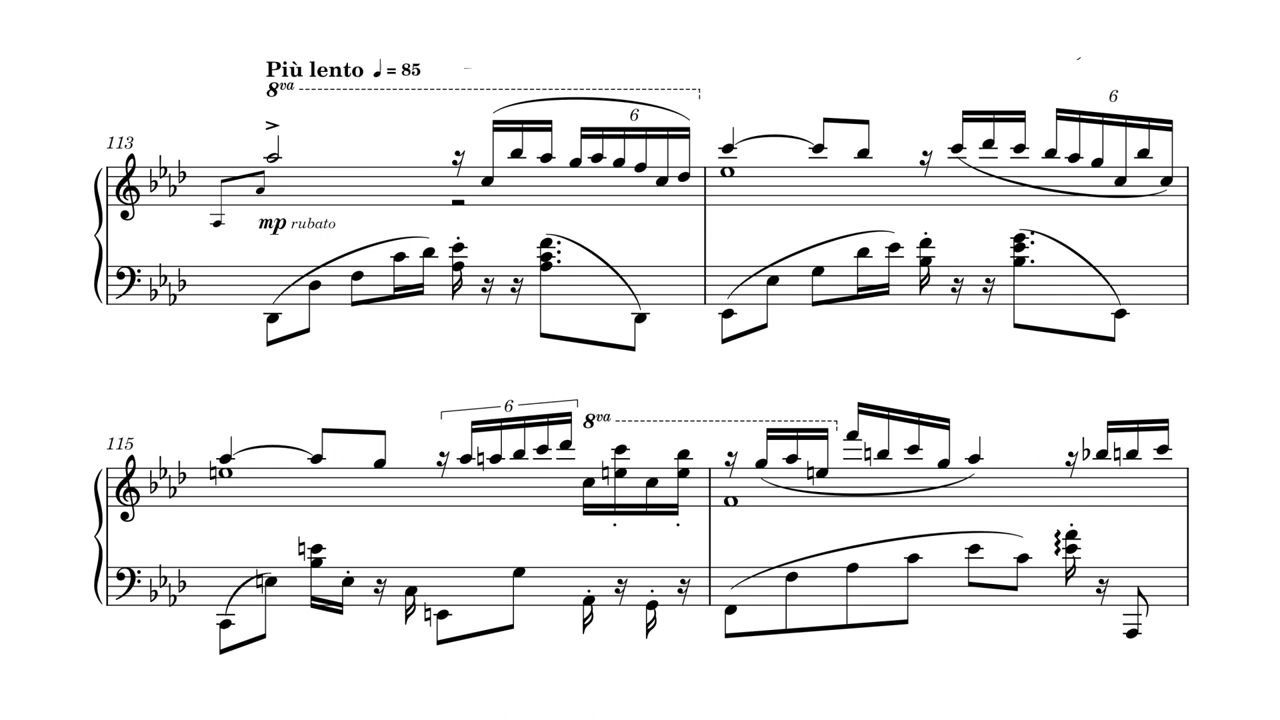 Più lento ♩ = 85
8va
6
6
113
mp rubato
6
8va
115